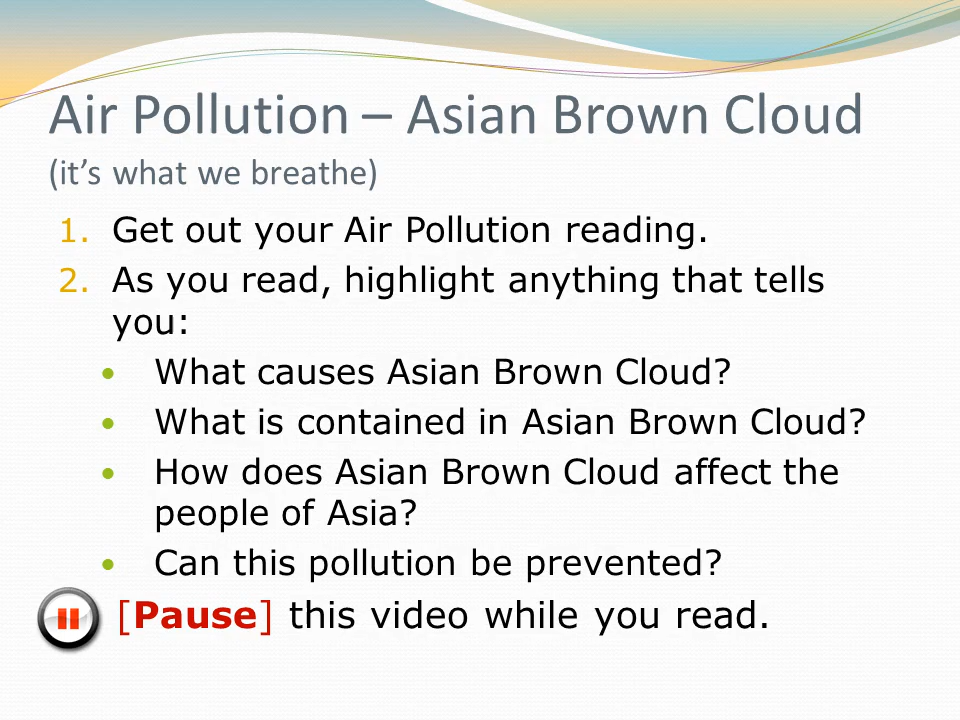 Air Pollution – Asian Brown Cloud
(it’s what we breathe)
1. Get out your Air Pollution reading.
2. As you read, highlight anything that tells
you:
• What causes Asian Brown Cloud?
• What is contained in Asian Brown Cloud?
• How does Asian Brown Cloud affect the
people of Asia?
• Can this pollution be prevented?
[Pause] this video while you read.